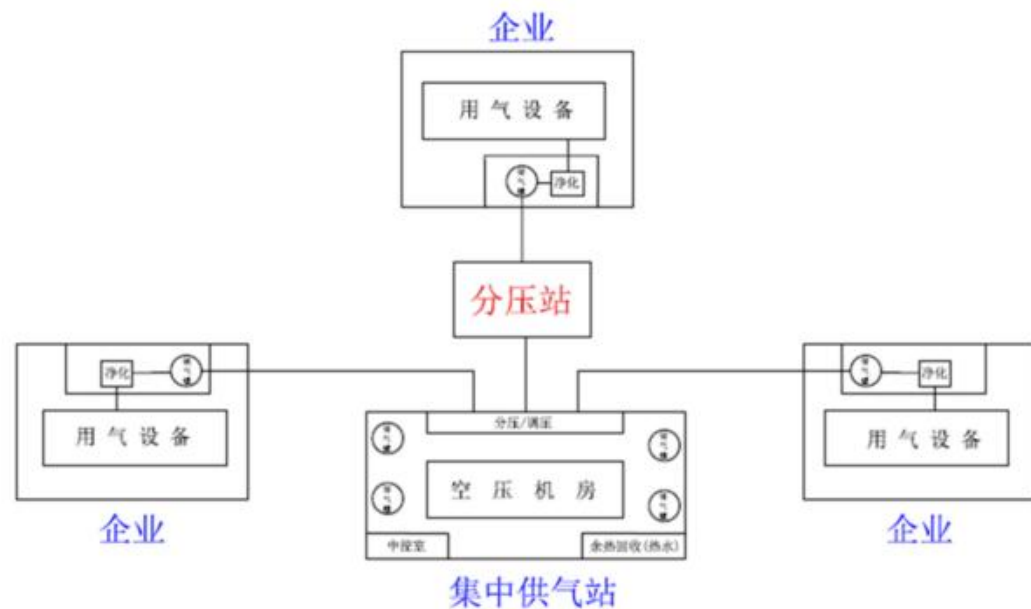 企业
用气设备
净化
分压站
净化
用气设备
企业
净化
用气设备
企业
分压/调压
空压机房
中控室
余热回收(热水)
集中供气站